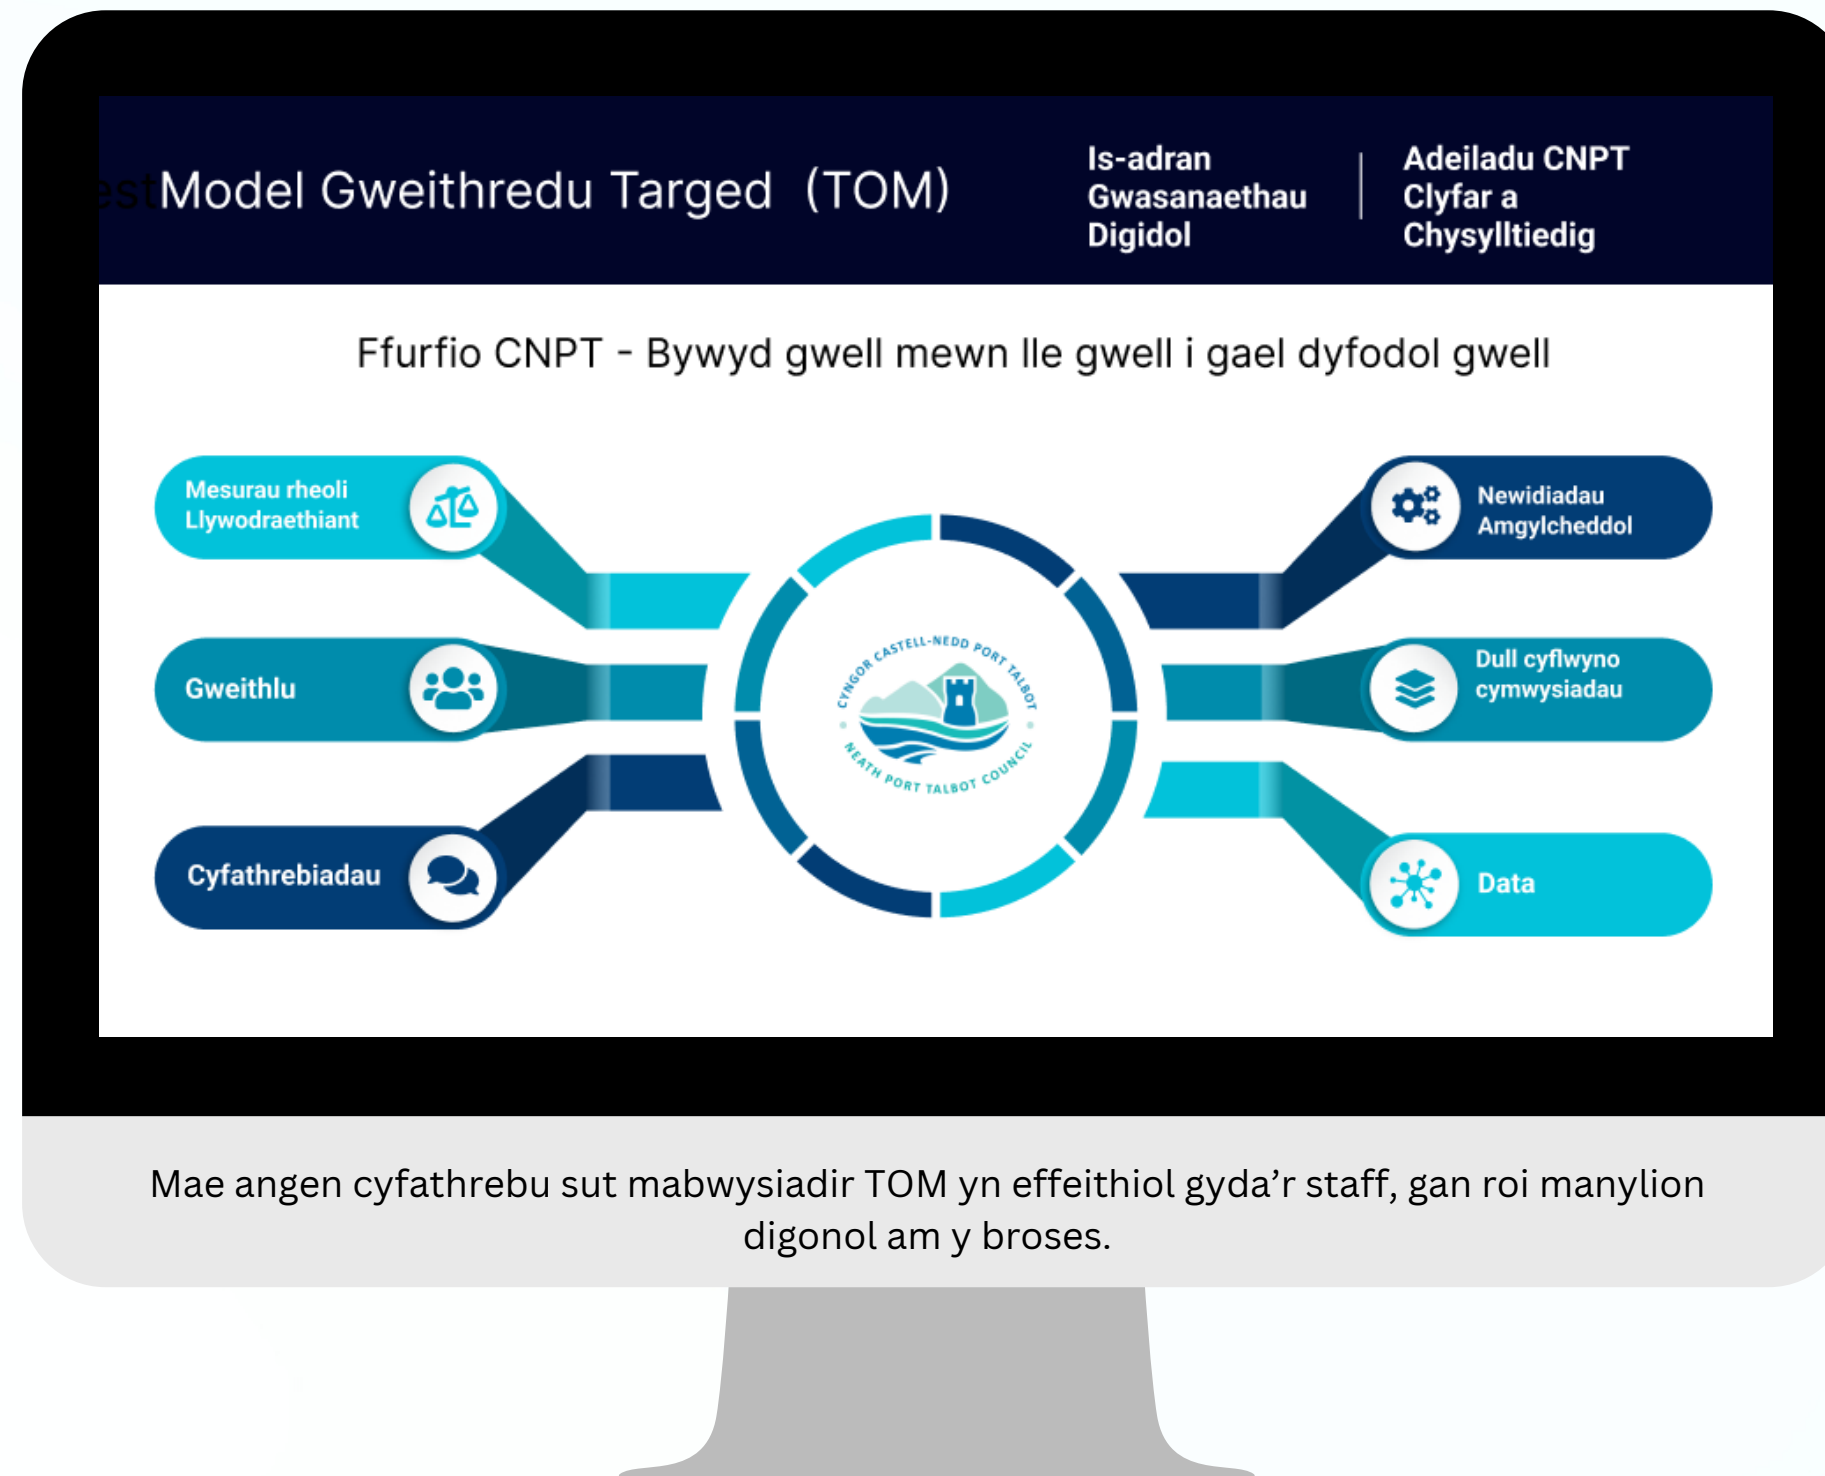 estModel Gweithredu Targed (TOM)
Is-adran
Gwasanaethau
Digidol
Adeiladu CNPT
Clyfar a
Chysylltiedig
Ffurfio CNPT - Bywyd gwell mewn lle gwell i gael dyfodol gwell
Mesurau rheoli
Llywodraethiant
Gweithlu
Cyfathrebiadau
CYNGOR CASTELL-NEDD PORT TALBOT
NEATH PORT TALBOT COUNCIL
Newidiadau
Amgylcheddol
Dull cyflwyno
cymwysiadau
Data
Mae angen cyfathrebu sut mabwysiadir TOM yn effeithiol gyda’r staff, gan roi manylion
digonol am y broses.